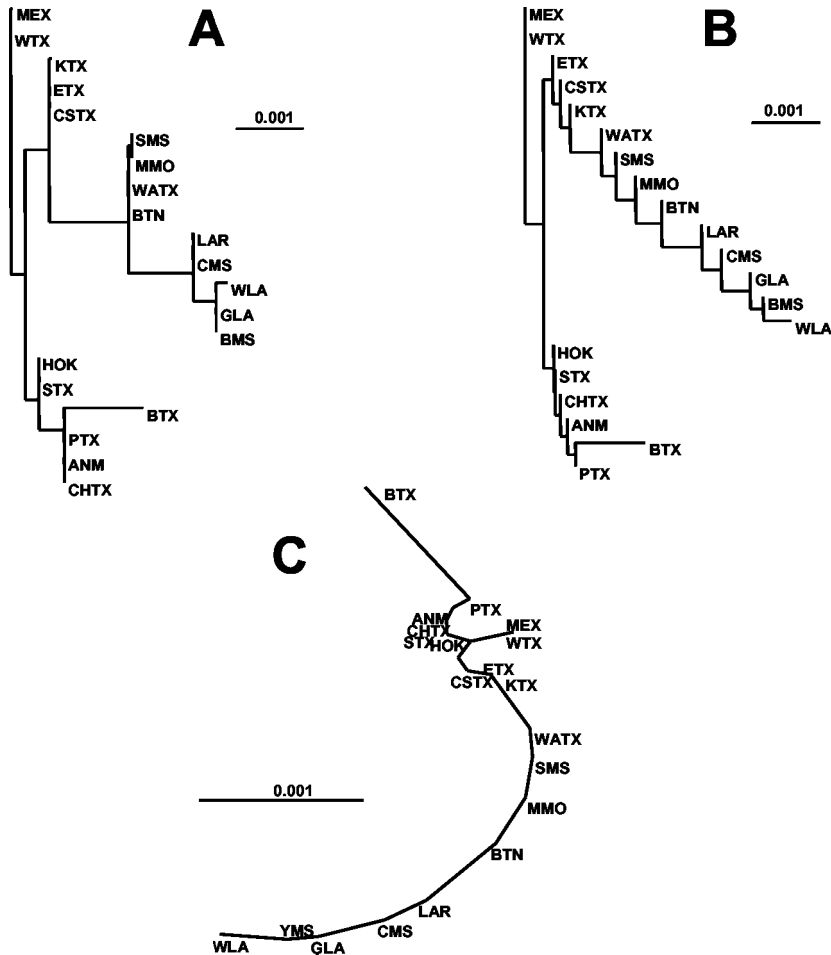 A
MEX
WTX
KTX
ETX
CSTX
0.001
SMS
MMO
WATX
BTN
LAR
CMS
WLA
GLA
BMS
HOK
STX
BTX
PTX
ANM
CHTX
B
MEX
WTX
ETX
CSTX
KTX
0.001
WATX
SMS
MMO
BTN
LAR
CMS
GLA
BMS
WLA
HOK
STX
CHTX
ANM
BTX
PTX
C
BTX
PTX
ANM
MEX
CHTX
WTX
STX
HOK
ETX
CSTX
KTX
WATX
SMS
0.001
MMO
BTN
LAR
CMS
YMS
GLA
WLA